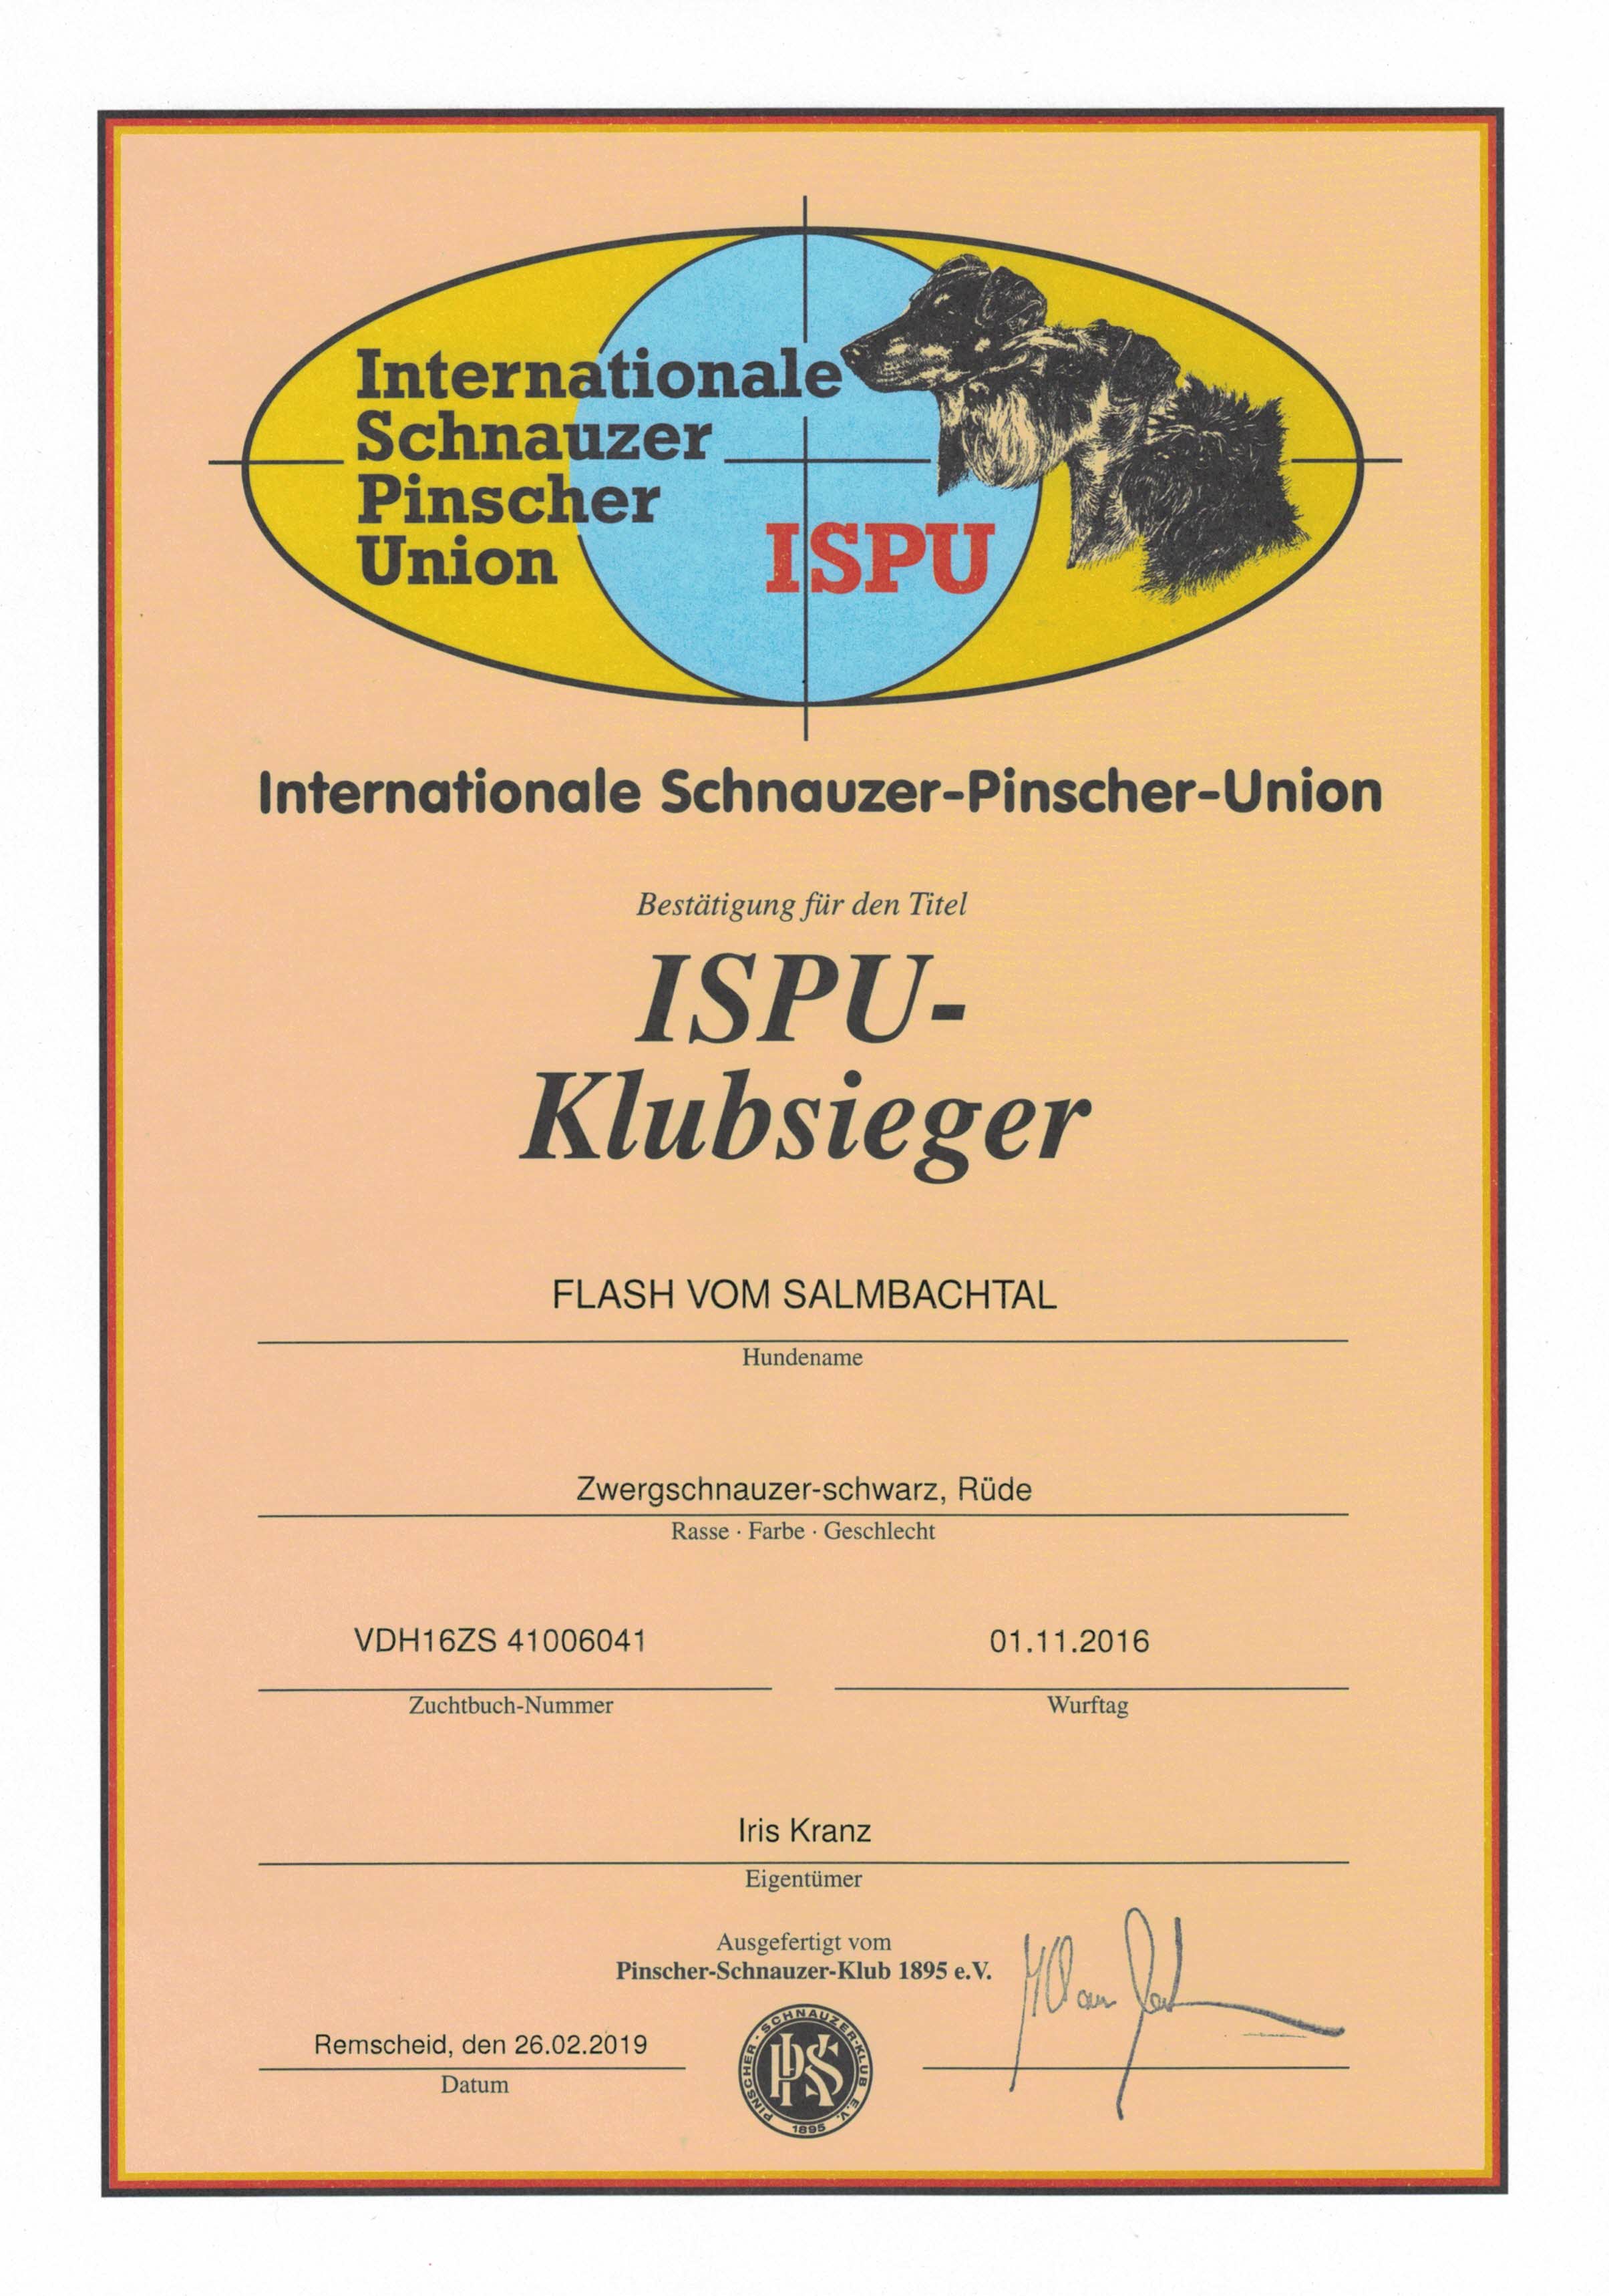 Internationale
Schnauzer
Pinscher
Union
ISPU
Internationale Schnauzer-Pinscher-Union
Bestätigung für den Titel
ISPU-
Klubsieger
FLASH VOM SALMBACHTAL
Hundename
Zwergschnauzer-schwarz, Rüde
Rasse · Farbe · Geschlecht
VDH16ZS 41006041
01.11.2016
Zuchtbuch-Nummer
Wurftag
Iris Kranz
Eigentümer
Ausgefertigt vom
Pinscher-Schnauzer-Klub 1895 e.V.
Remscheid, den 26.02.2019
Datum
PINSCHER-SCHNAUZER-KLUB E.V.
PSK
1895